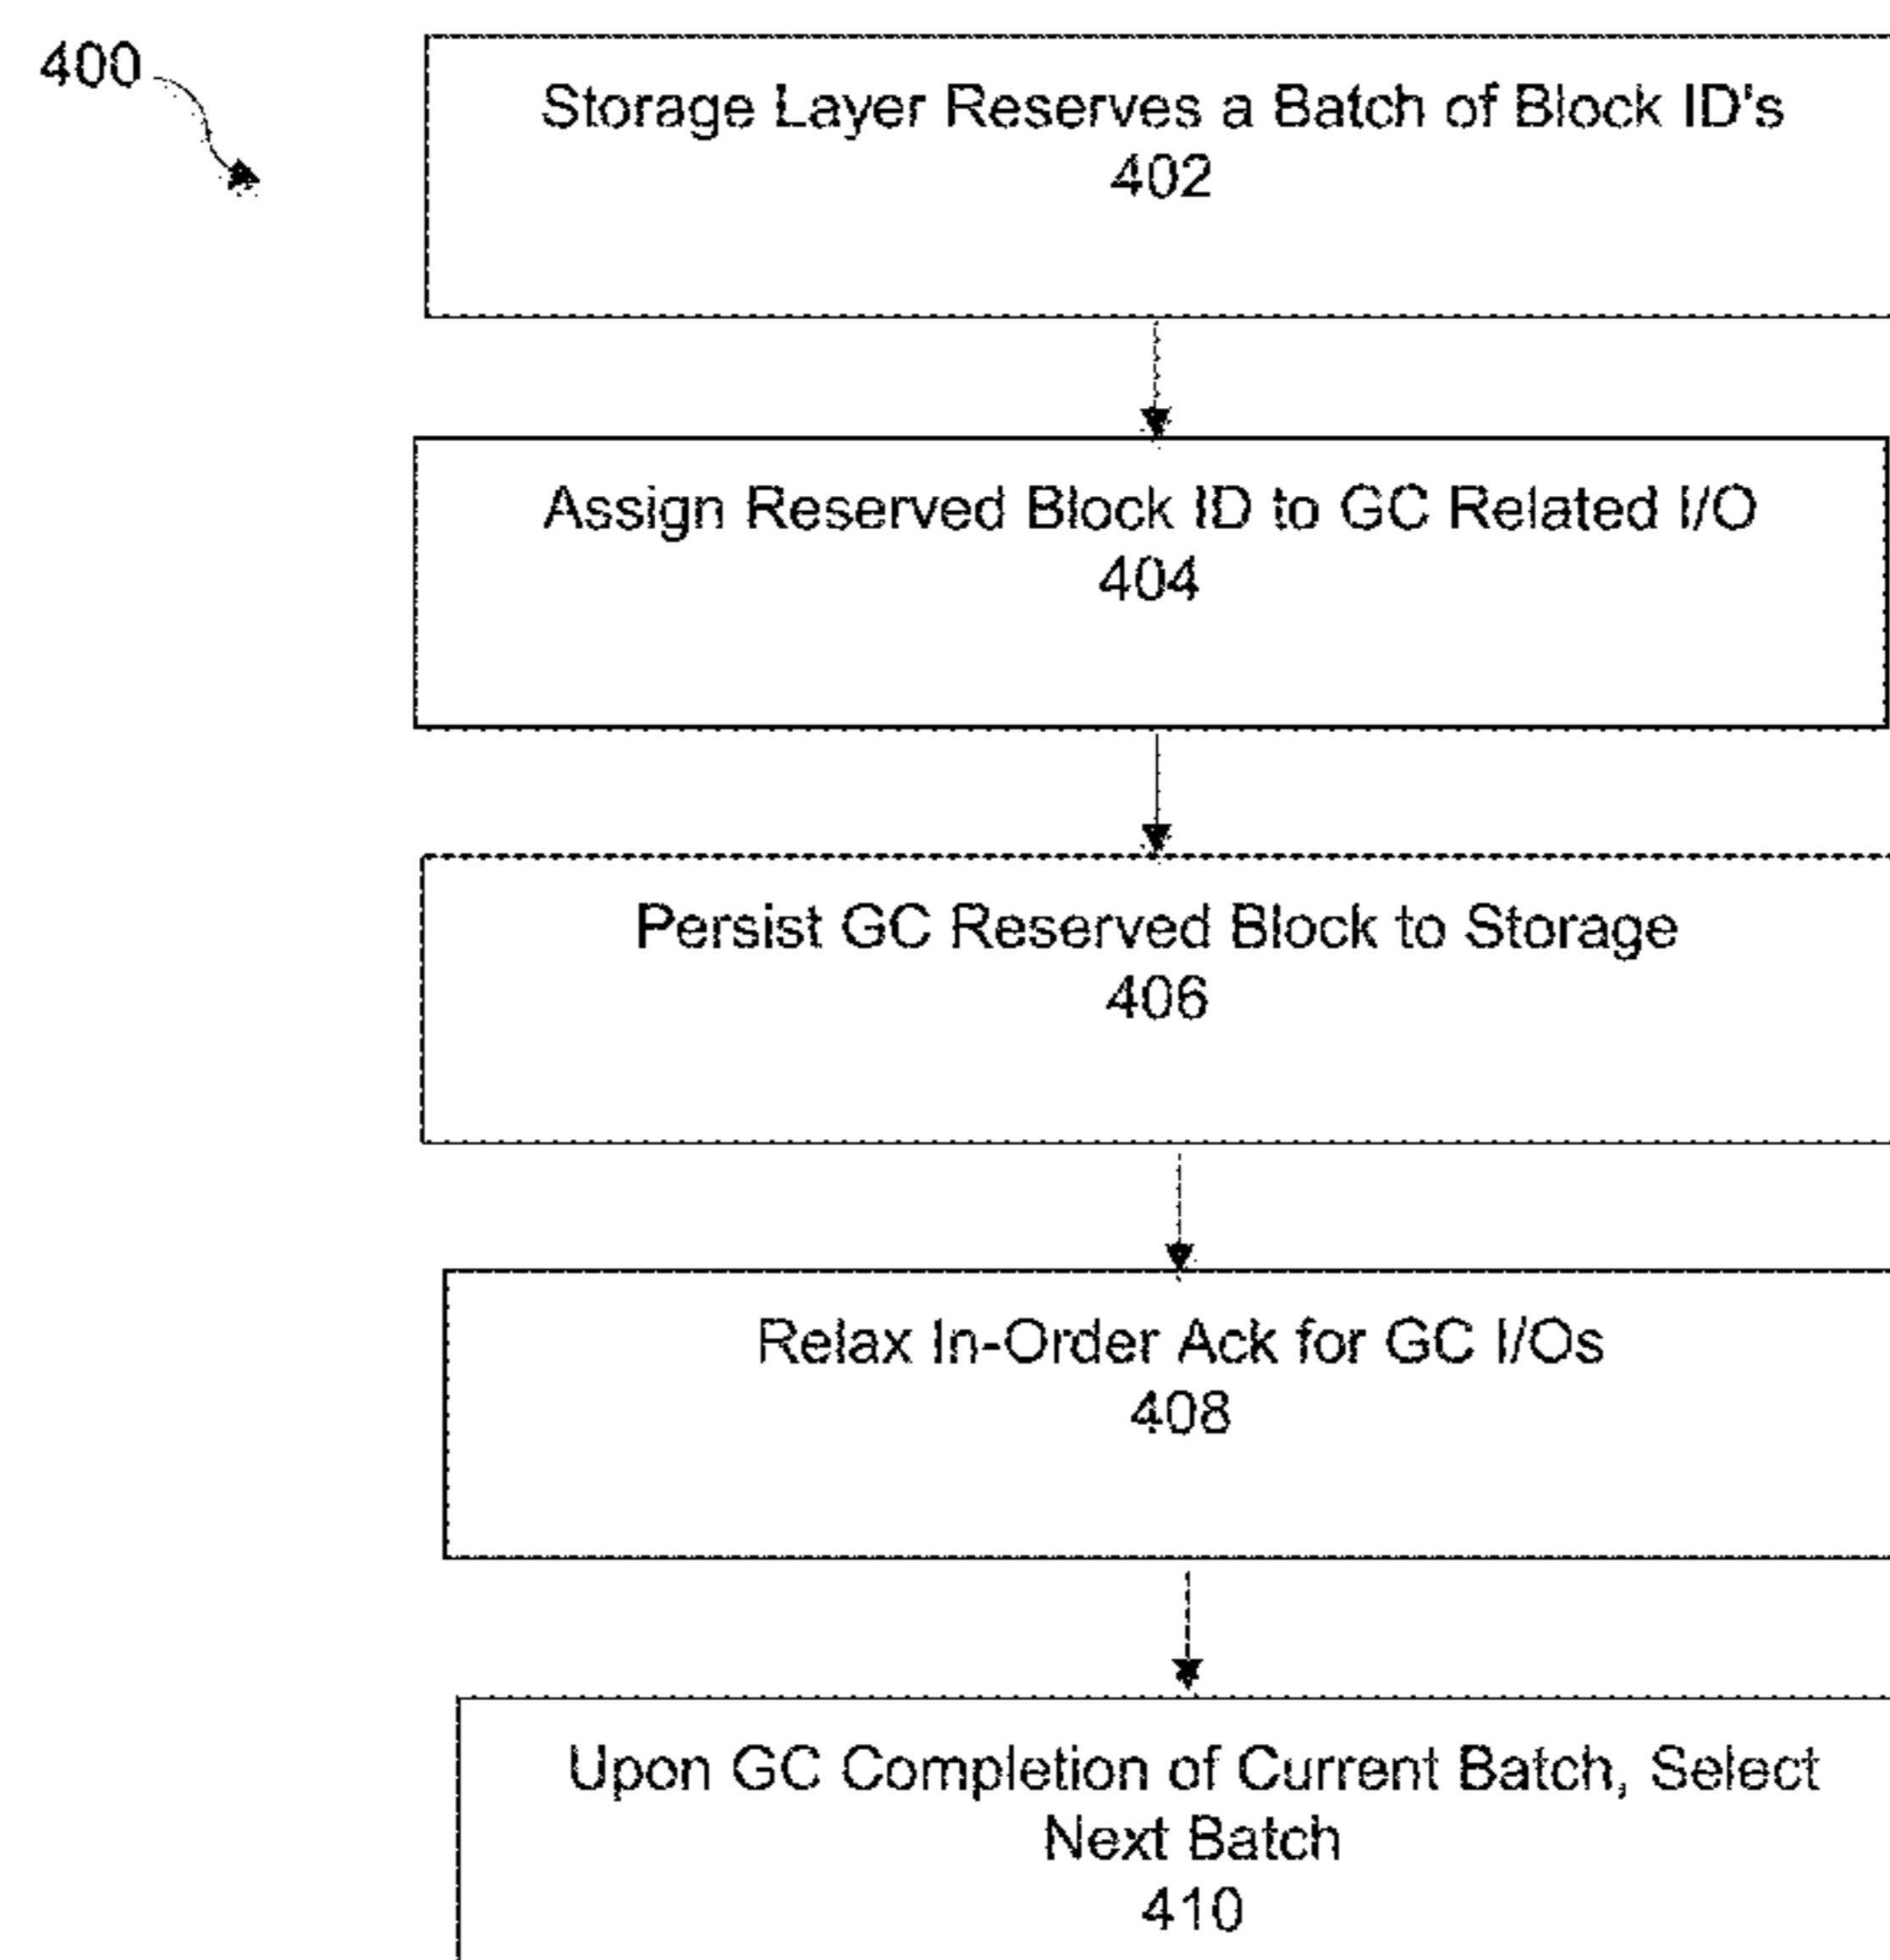 400
Storage Layer Reserves a Batch of Block ID's
402
Assign Reserved Block ID to GC Related I/O
404
Persist GC Reserved Block to Storage
406
Relax In-Order Ack for GC I/Os
408
Upon GC Completion of Current Batch, Select
Next Batch
410